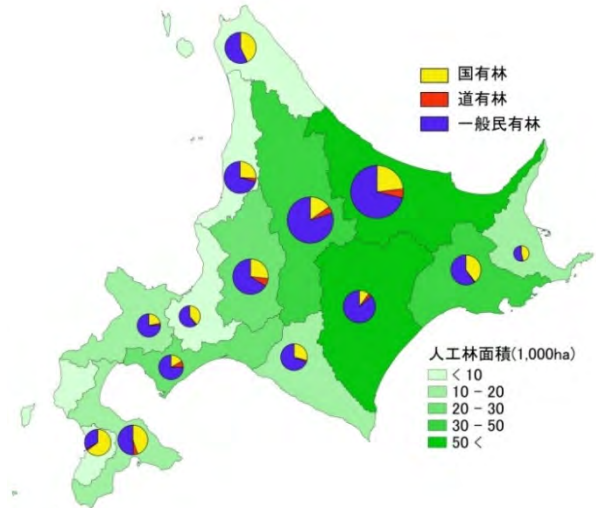 国有林
道有林
一般民有林
人工林面積(1,000ha)
< 10
10 - 20
20 - 30
30 - 50
50 <